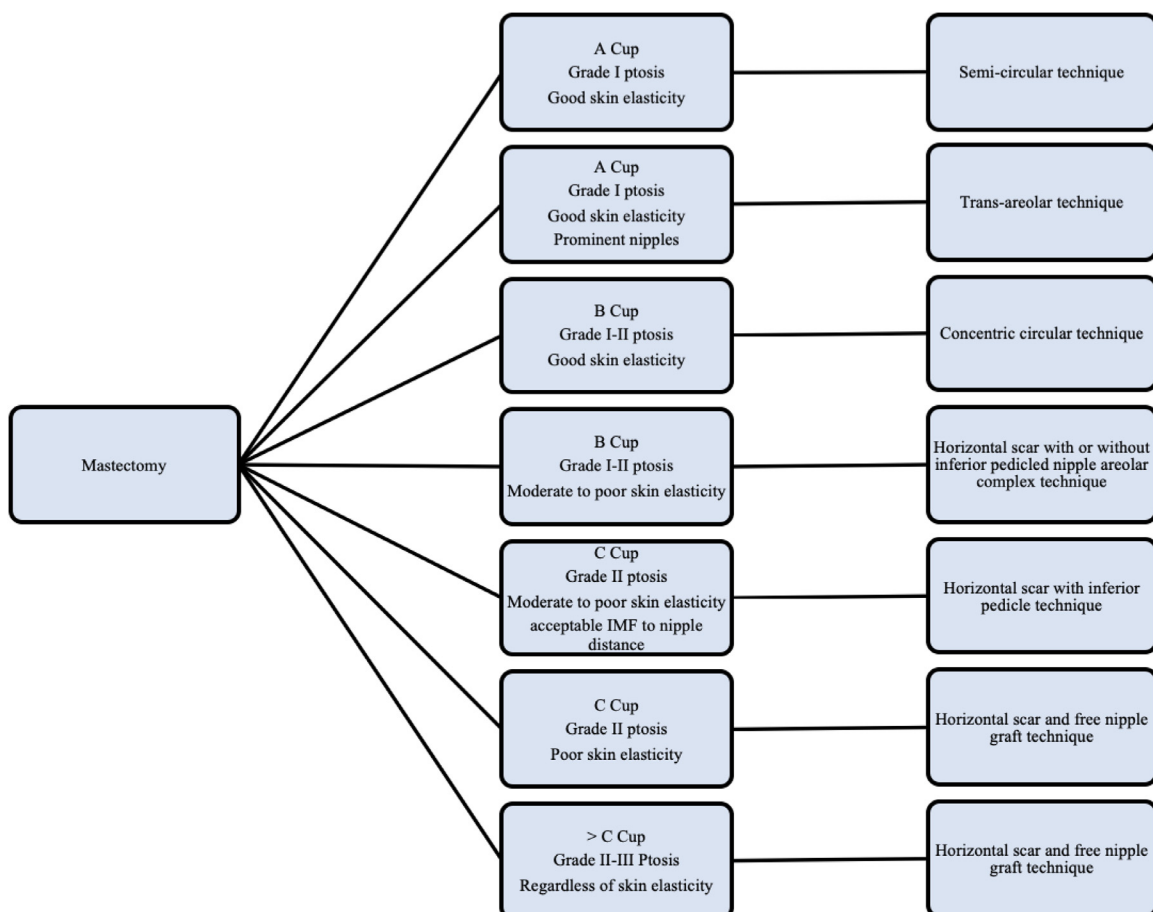 Mastectomy
A Cup
Grade I ptosis
Good skin elasticity
Semi-circular technique
A Cup
Grade I ptosis
Good skin elasticity
Prominent nipples
Trans-areolar technique
B Cup
Grade I-II ptosis
Good skin elasticity
Concentric circular technique
B Cup
Grade I-II ptosis
Moderate to poor skin elasticity
Horizontal scar with or without
inferior pedicled nipple areolar
complex technique
C Cup
Grade II ptosis
Moderate to poor skin elasticity
acceptable IMF to nipple
distance
Horizontal scar with inferior
pedicle technique
C Cup
Grade II ptosis
Poor skin elasticity
Horizontal scar and free nipple
graft technique
> C Cup
Grade II-III Ptosis
Regardless of skin elasticity
Horizontal scar and free nipple
graft technique